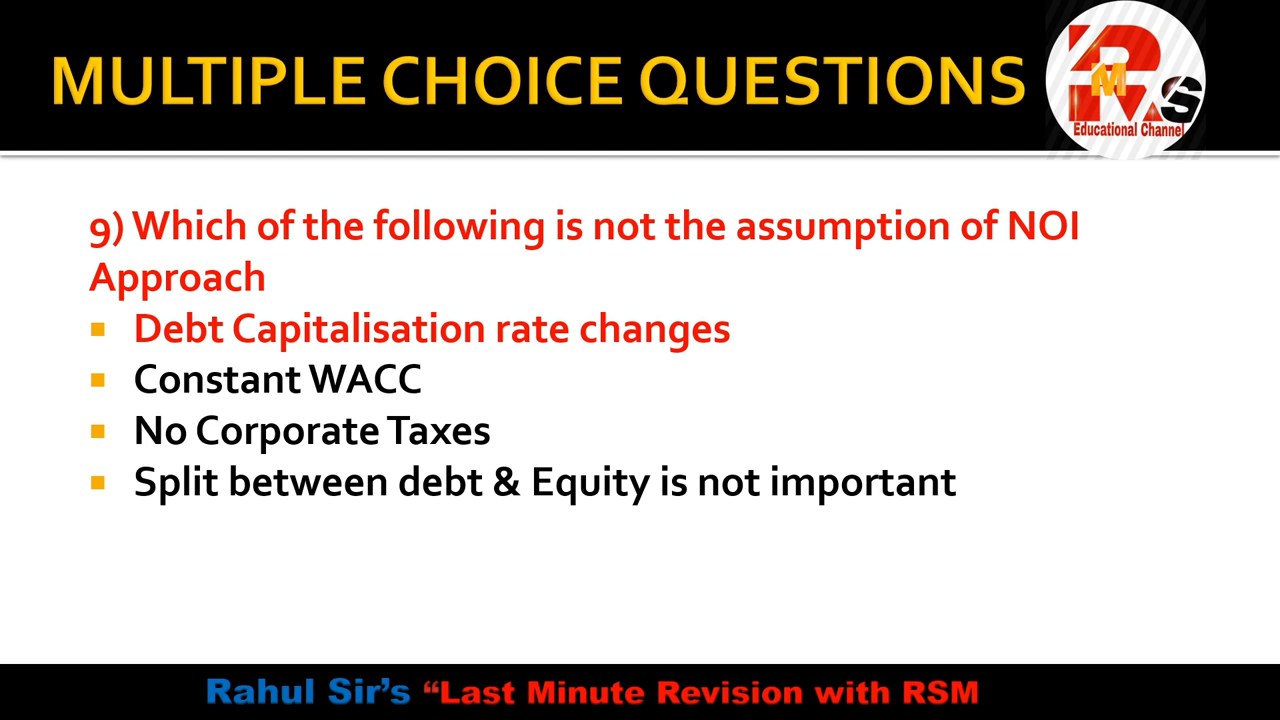 MULTIPLE CHOICE QUESTIONS
RMS
Educational Channel
9) Which of the following is not the assumption of NOI
Approach
Debt Capitalisation rate changes
Constant WACC
No Corporate Taxes
Split between debt & Equity is not important
Rahul Sir's "Last Minute Revision with RSM